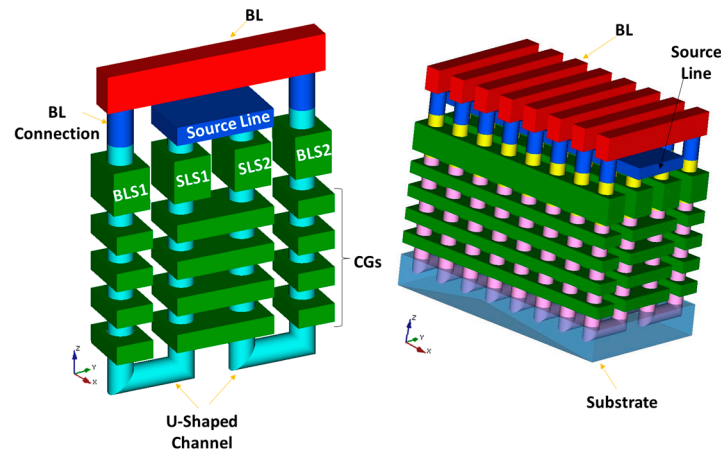 BL
BL
Connection
Source Line
BLS1
SLS1
SLS2
BLS2
CGs
U-Shaped
Channel
Z
Y
X
BL
Source
Line
Substrate
Z
Y
X